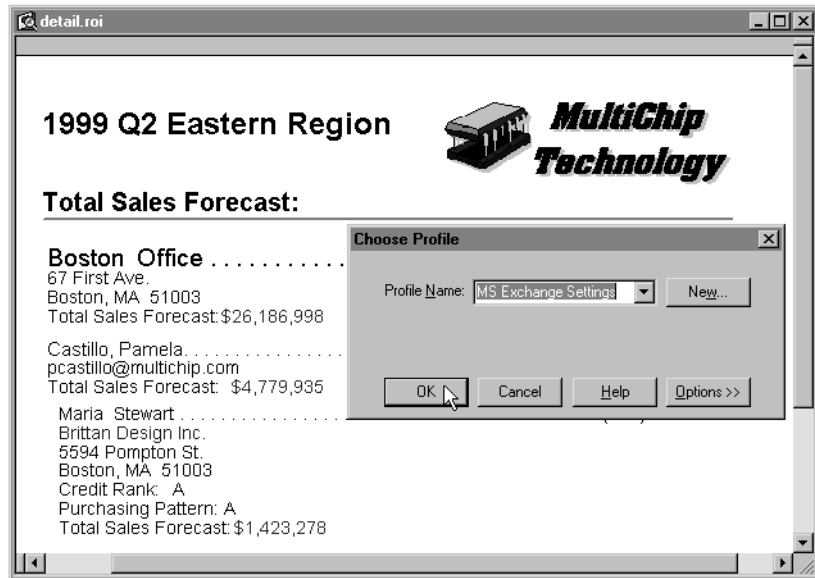 detail.roi
1999 Q2 Eastern Region
MultiChip
Technology
Total Sales Forecast:
Boston Office . . . . . . . . . . .
67 First Ave.
Boston, MA 51003
Total Sales Forecast: $26,186,998
Castillo, Pamela. . . . . . . . . . . . . . . .
pcastillo@multichip.com
Total Sales Forecast: $4,779,935
Maria Stewart . . . . . . . . . . . . . . . .
Brittan Design Inc.
5594 Pompton St.
Boston, MA 51003
Credit Rank: A
Purchasing Pattern: A
Total Sales Forecast: $1,423,278
Choose Profile
Profile Name: MS Exchange Settings
New...
OK
Cancel
Help
Options >>